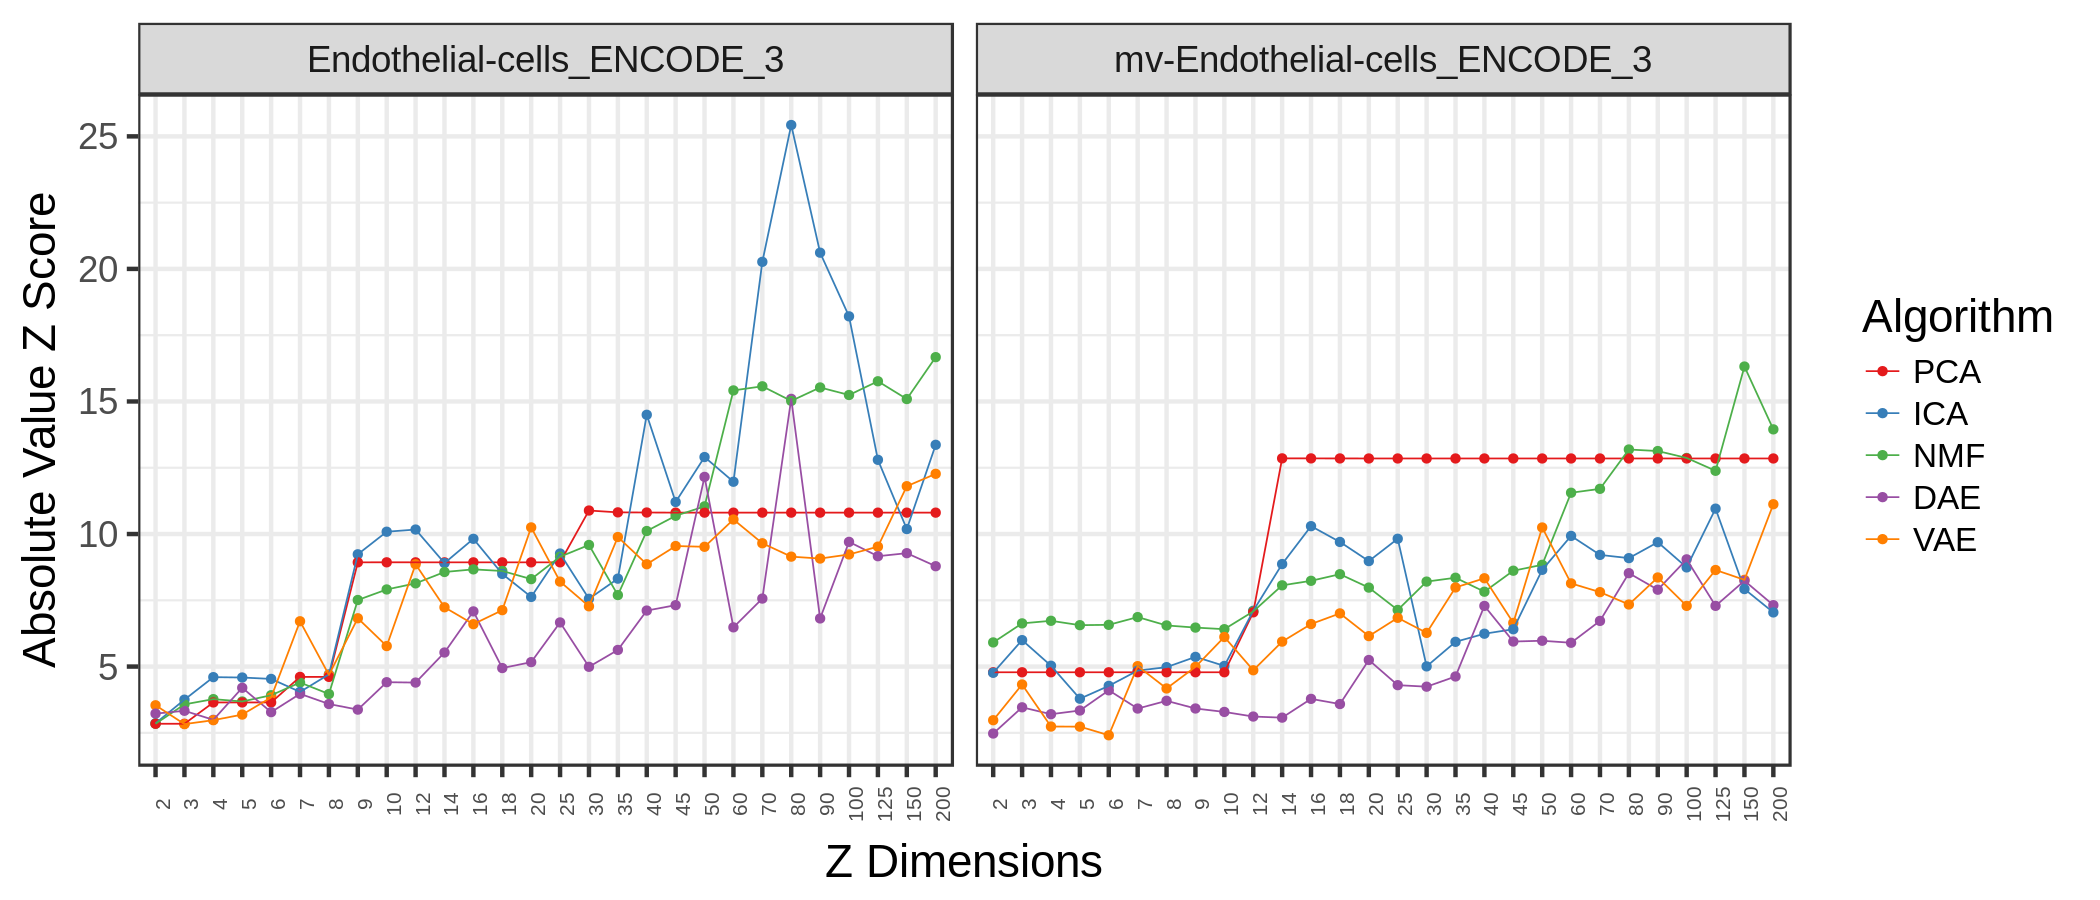 Endothelial-cells_ENCODE_3
mv-Endothelial-cells_ENCODE_3
Absolute Value Z Score
25
20
15
10
5
2 3 4 5 6 7 8 9 10 12 14 16 18 20 25 30 35 40 45 50 60 70 80 90 100 125 150 200
2 3 4 5 6 7 8 9 10 12 14 16 18 20 25 30 35 40 45 50 60 70 80 90 100 125 150 200
Z Dimensions
Algorithm
PCA
ICA
NMF
DAE
VAE